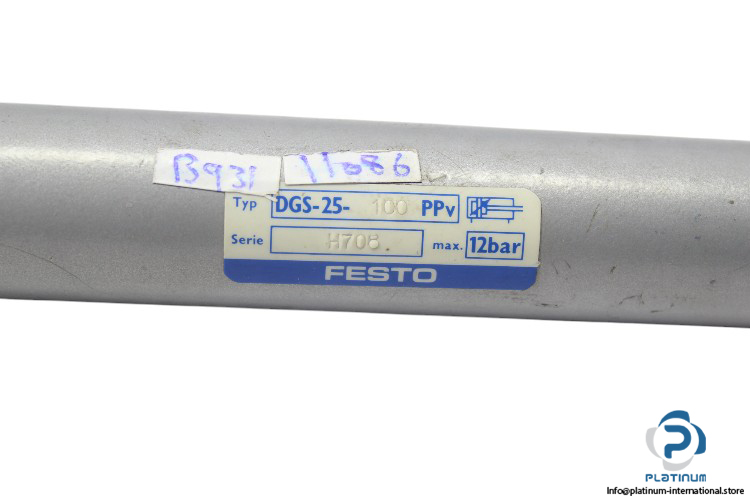 B931 11086
Typ DGS-25- 100 PPv
Serie H708 max. 12bar
FESTO
PLATINUM
Info@platinum-international.store